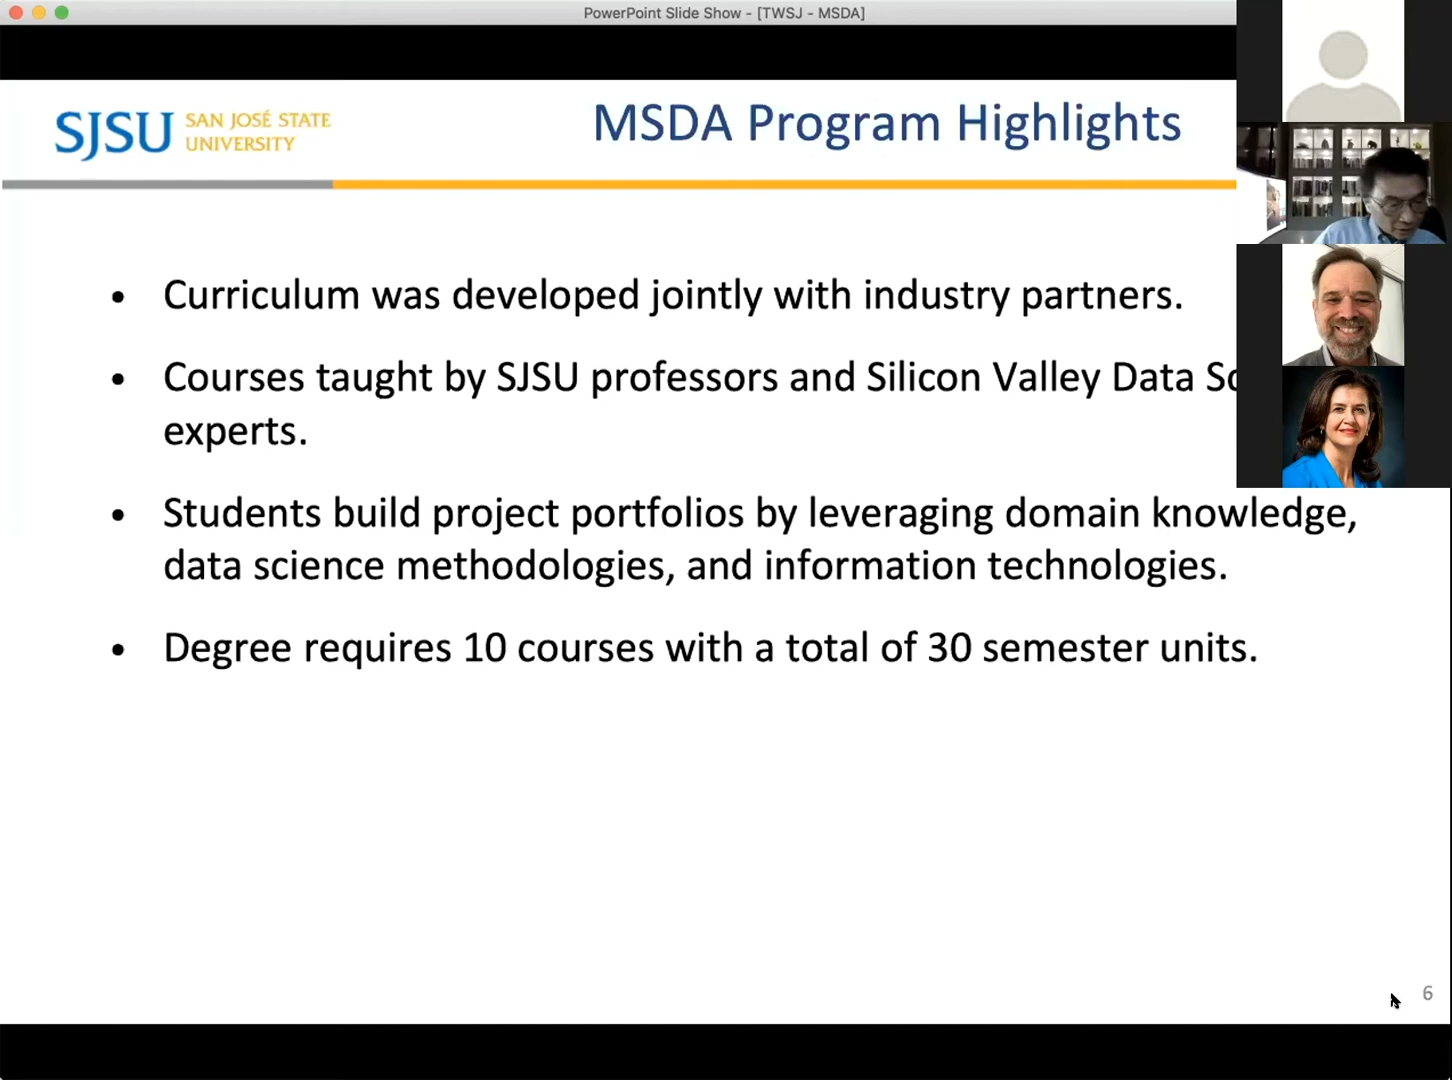 PowerPoint Slide Show - [TWSJ - MSDA]
SJSU SAN JOSÉ STATE
UNIVERSITY
MSDA Program Highlights
• Curriculum was developed jointly with industry partners.
• Courses taught by SJSU professors and Silicon Valley Data
experts.
• Students build project portfolios by leveraging domain knowledge,
data science methodologies, and information technologies.
• Degree requires 10 courses with a total of 30 semester units.
6